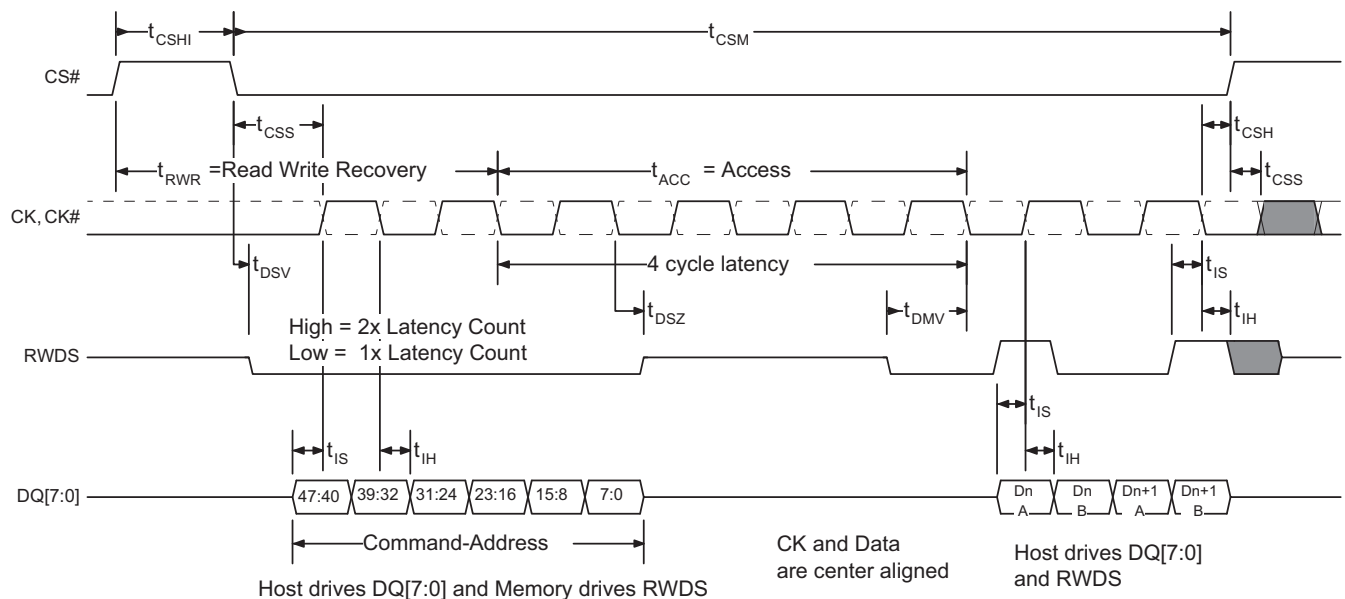 tCSHI
tCSM
CS#
tCSS
tCSH
tRWR =Read Write Recovery
tACC = Access
tCSS
CK, CK#
tDSV
4 cycle latency
tIS
High = 2x Latency Count
Low = 1x Latency Count
tDSZ
tDMV
tIH
RWDS
tIS
tIS
tIH
tIH
DQ[7:0]
47:40 39:32 31:24 23:16 15:8 7:0
Dn A Dn B Dn+1 A Dn+1 B
Command-Address
CK and Data
are center aligned
Host drives DQ[7:0]
and RWDS
Host drives DQ[7:0] and Memory drives RWDS